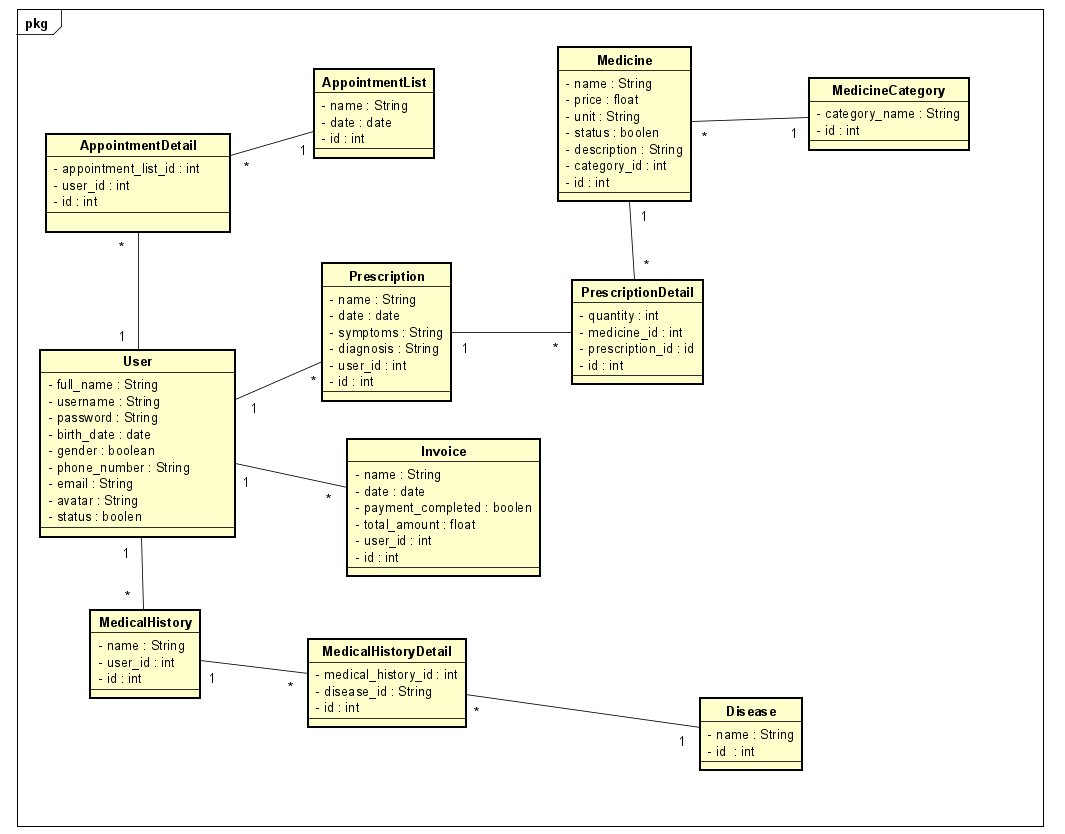 pkg
AppointmentList
- name : String
- date : date
- id : int
1
*
AppointmentDetail
- appointment_list_id : int
- user_id : int
- id : int
*
1
Medicine
- name : String
- price : float
- unit : String
- status : boolen
- description : String
- category_id : int
- id : int
*
1
MedicineCategory
- category_name : String
- id : int
1
*
Prescription
- name : String
- date : date
- symptoms : String
- diagnosis : String
- user_id : int
- id : int
1
*
PrescriptionDetail
- quantity : int
- medicine_id : int
- prescription_id : id
- id : int
User
- full_name : String
- username : String
- password : String
- birth_date : date
- gender : boolean
- phone_number : String
- email : String
- avatar : String
- status : boolen
1
*
1
*
Invoice
- name : String
- date : date
- payment_completed : boolen
- total_amount : float
- user_id : int
- id : int
1
*
MedicalHistory
- name : String
- user_id : int
- id : int
1
*
MedicalHistoryDetail
- medical_history_id : int
- disease_id : String
- id : int
*
1
Disease
- name : String
- id : int